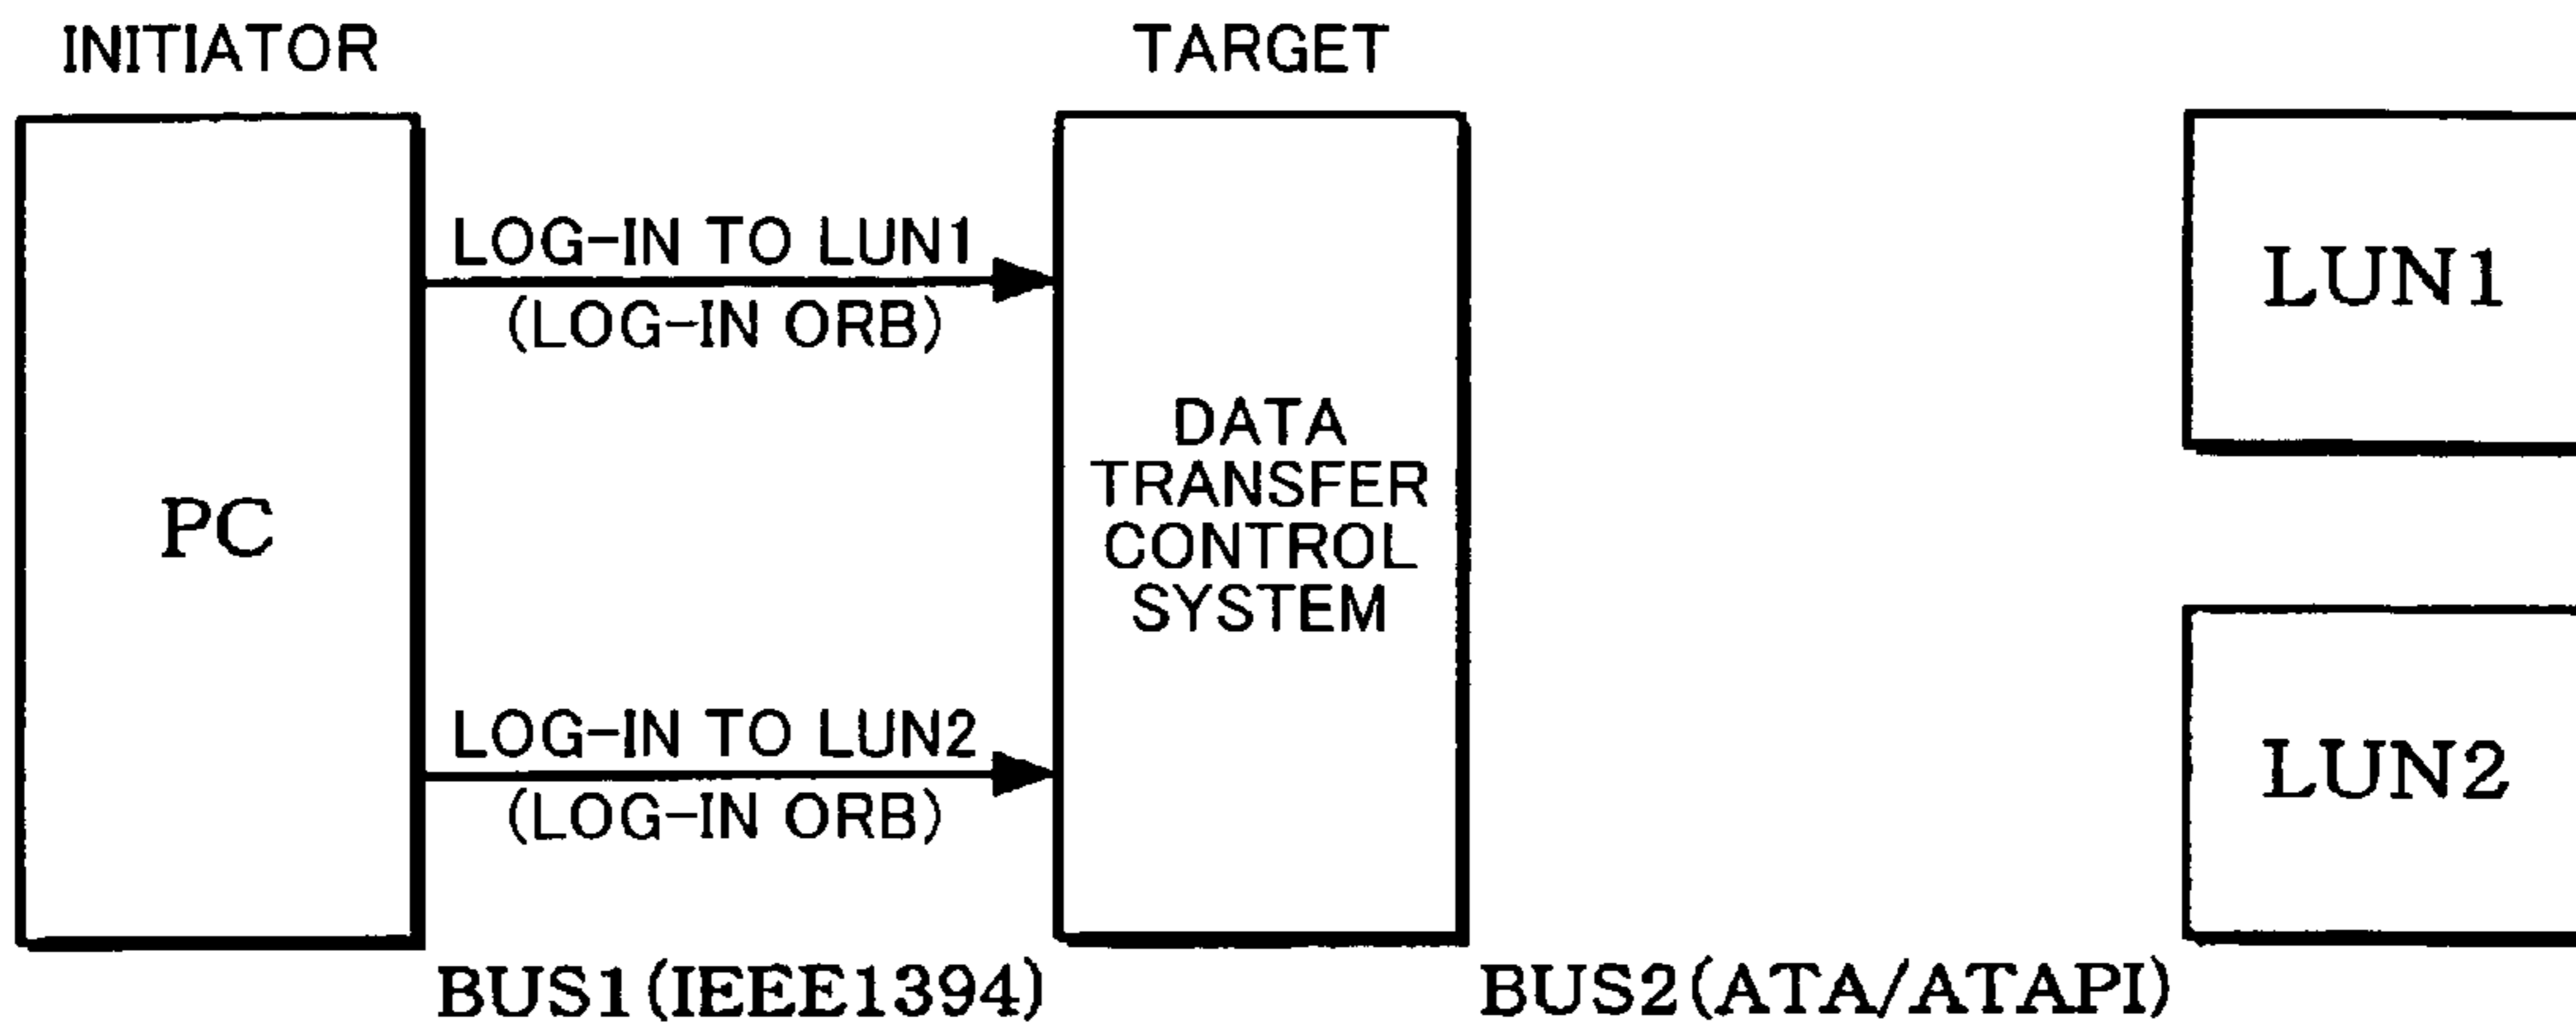 INITIATOR
TARGET
PC
LOG-IN TO LUN1
(LOG-IN ORB)
LOG-IN TO LUN2
(LOG-IN ORB)
DATA
TRANSFER
CONTROL
SYSTEM
LUN1
LUN2
BUS1(IEEE1394)
BUS2(ATA/ATAPI)